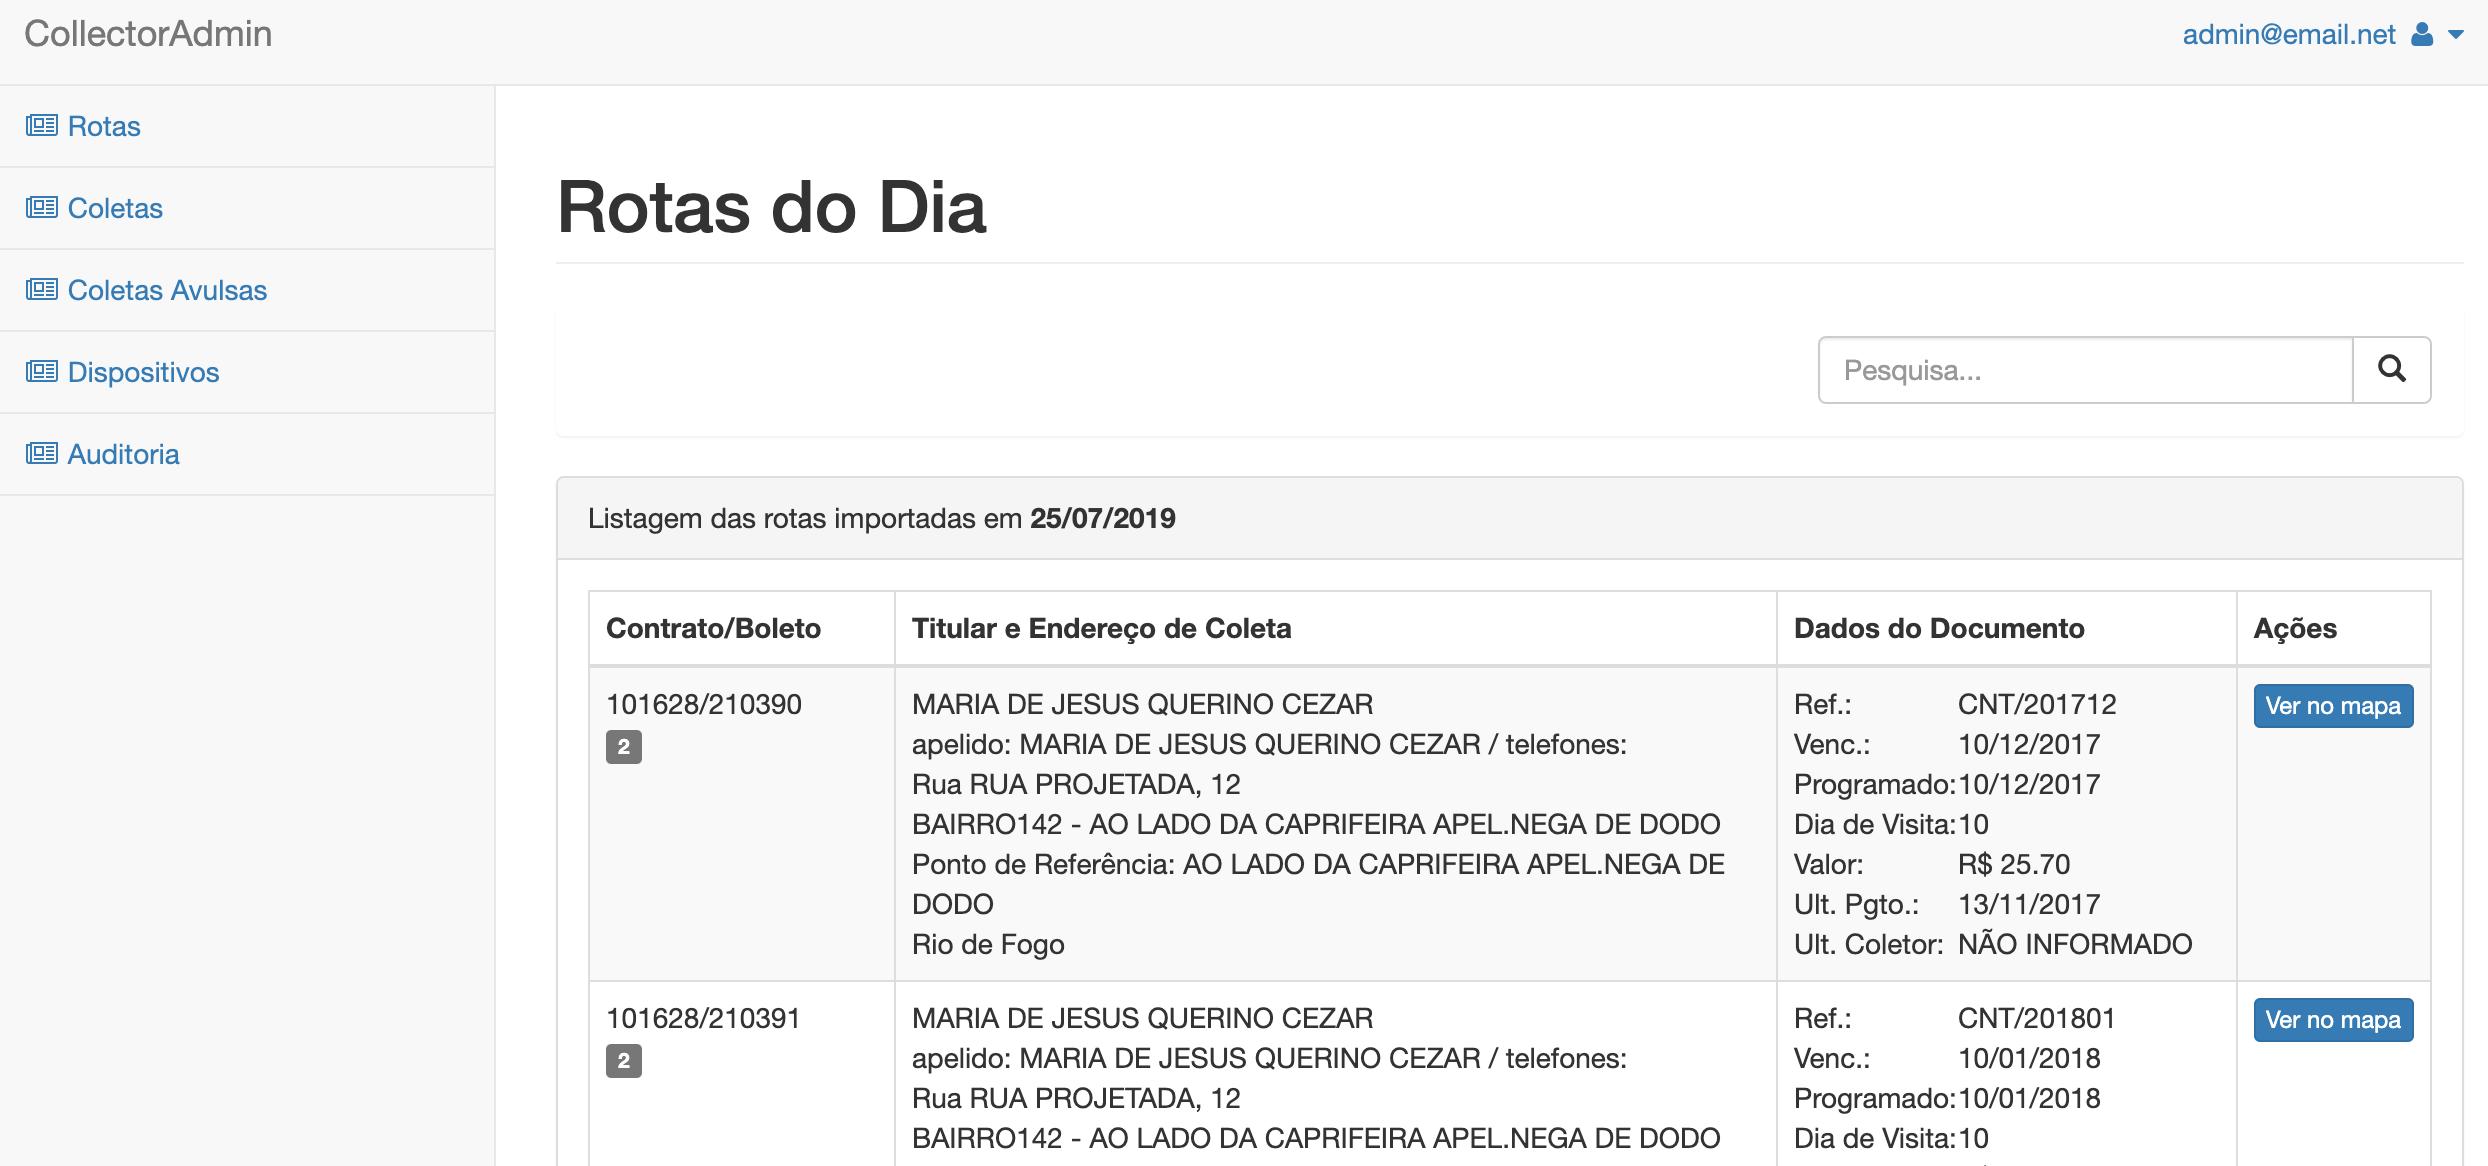 CollectorAdmin
admin@email.net
Rotas
Coletas
Coletas Avulsas
Dispositivos
Auditoria
Rotas do Dia
Pesquisa...
Listagem das rotas importadas em 25/07/2019
Contrato/Boleto Titular e Endereço de Coleta Dados do Documento Ações
101628/210390
2
MARIA DE JESUS QUERINO CEZAR
apelido: MARIA DE JESUS QUERINO CEZAR / telefones:
Rua RUA PROJETADA, 12
BAIRRO142 - AO LADO DA CAPRIFEIRA APEL.NEGA DE DODO
Ponto de Referência: AO LADO DA CAPRIFEIRA APEL.NEGA DE
DODO
Rio de Fogo
Ref.: CNT/201712
Venc.: 10/12/2017
Programado: 10/12/2017
Dia de Visita: 10
Valor: R$ 25.70
Ult. Pgto.: 13/11/2017
Ult. Coletor: NÃO INFORMADO
Ver no mapa
101628/210391
2
MARIA DE JESUS QUERINO CEZAR
apelido: MARIA DE JESUS QUERINO CEZAR / telefones:
Rua RUA PROJETADA, 12
BAIRRO142 - AO LADO DA CAPRIFEIRA APEL.NEGA DE DODO
Ref.: CNT/201801
Venc.: 10/01/2018
Programado: 10/01/2018
Dia de Visita: 10
Ver no mapa